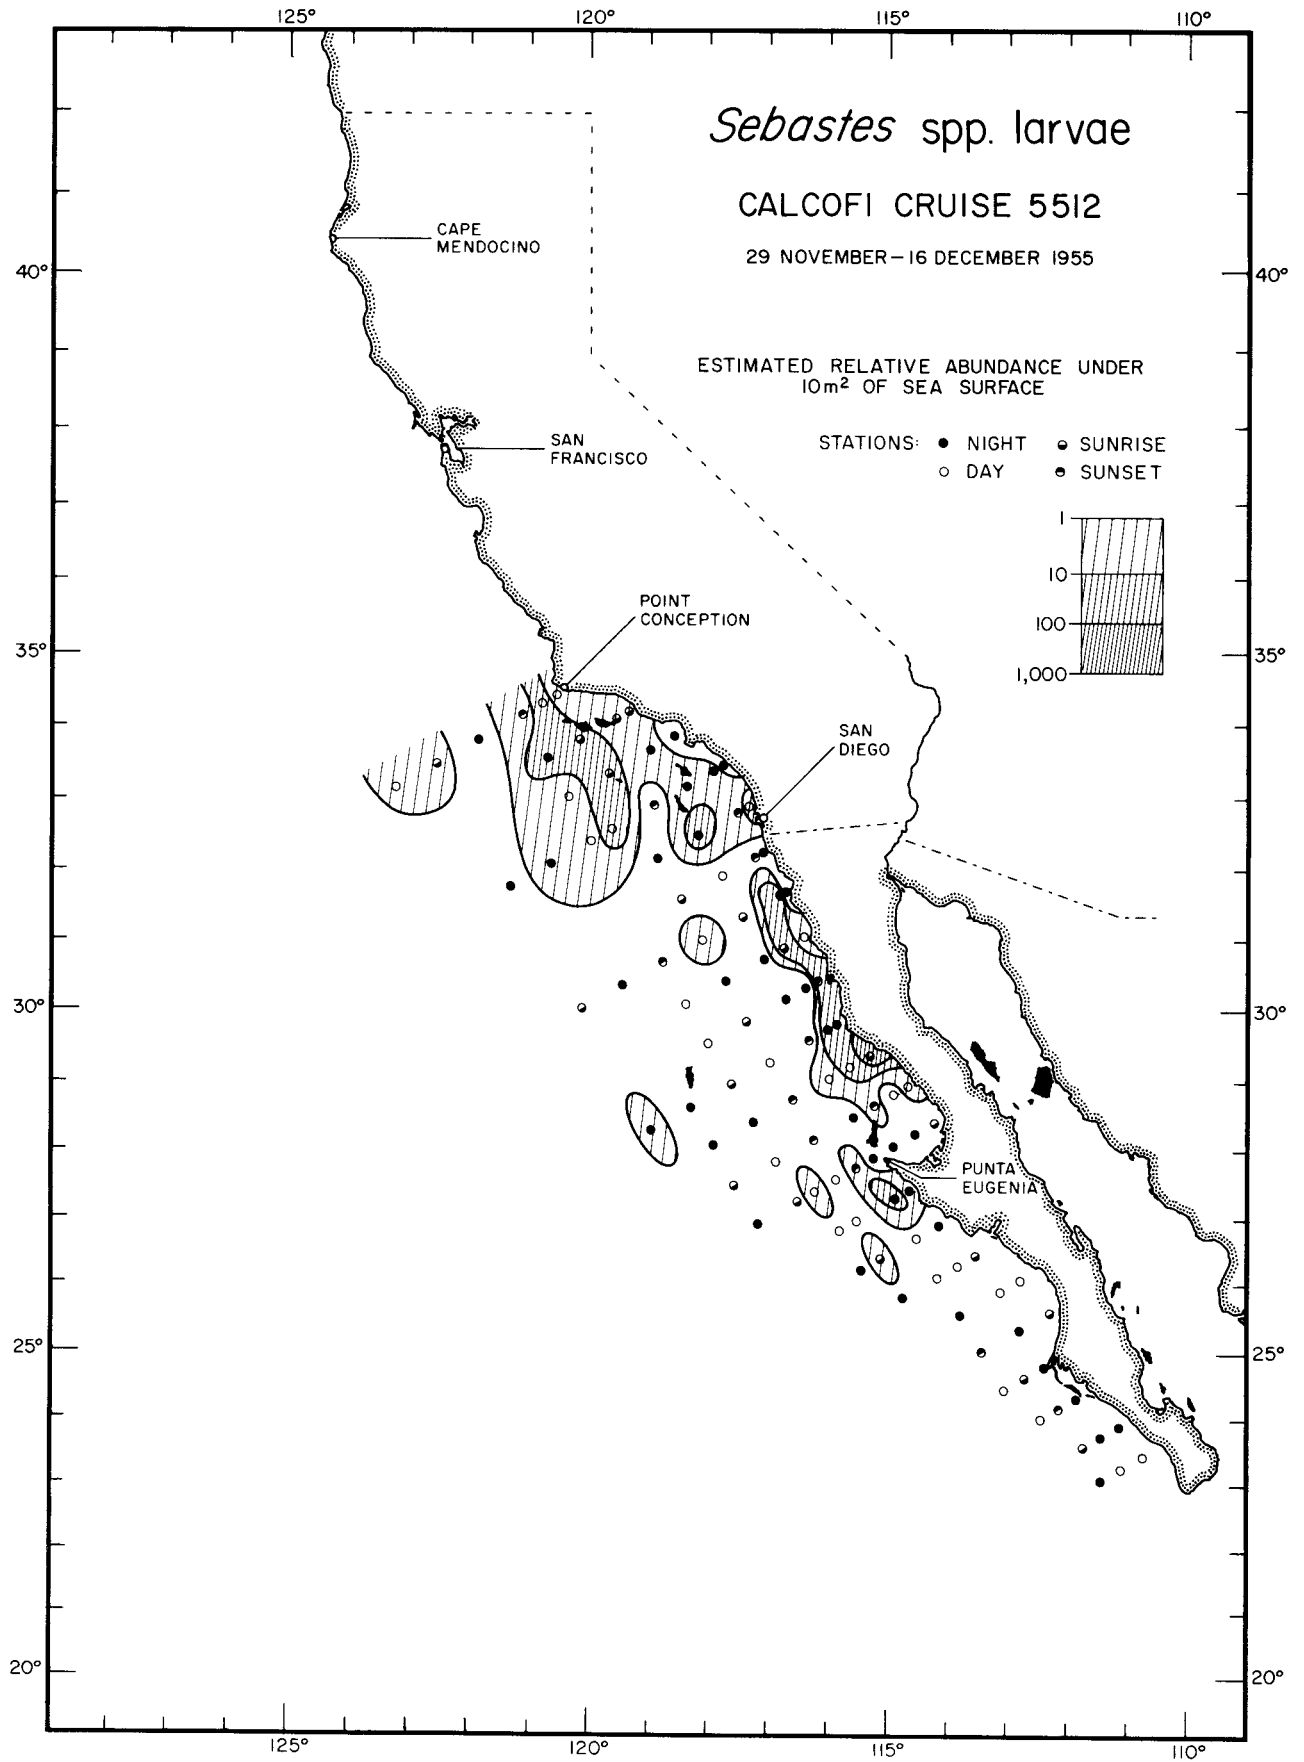 125° 120° 115° 110°
Sebastes spp. larvae
CALCOFI CRUISE 5512
29 NOVEMBER–16 DECEMBER 1955
CAPE
MENDOCINO
40° 40°
ESTIMATED RELATIVE ABUNDANCE UNDER
10m² OF SEA SURFACE
SAN
FRANCISCO
STATIONS: ● NIGHT ◒ SUNRISE
○ DAY ◓ SUNSET
1
10
100
1,000
POINT
CONCEPTION
35° 35°
SAN
DIEGO
30° 30°
PUNTA
EUGENIA
25° 25°
20° 20°
125° 120° 115° 110°